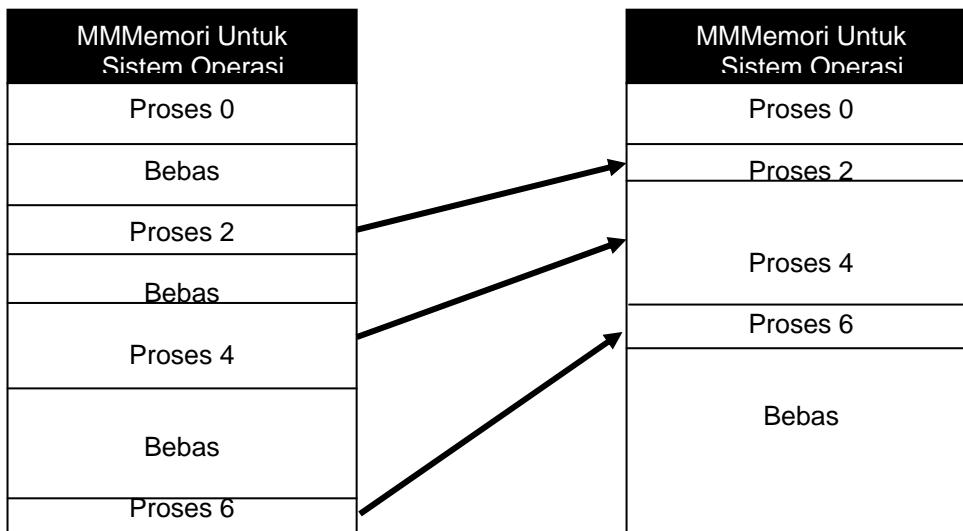 MMMemori Untuk
Sistem Operasi
Proses 0
Bebas
Proses 2
Bebas
Proses 4
Bebas
Proses 6
MMMemori Untuk
Sistem Operasi
Proses 0
Proses 2
Proses 4
Proses 6
Bebas